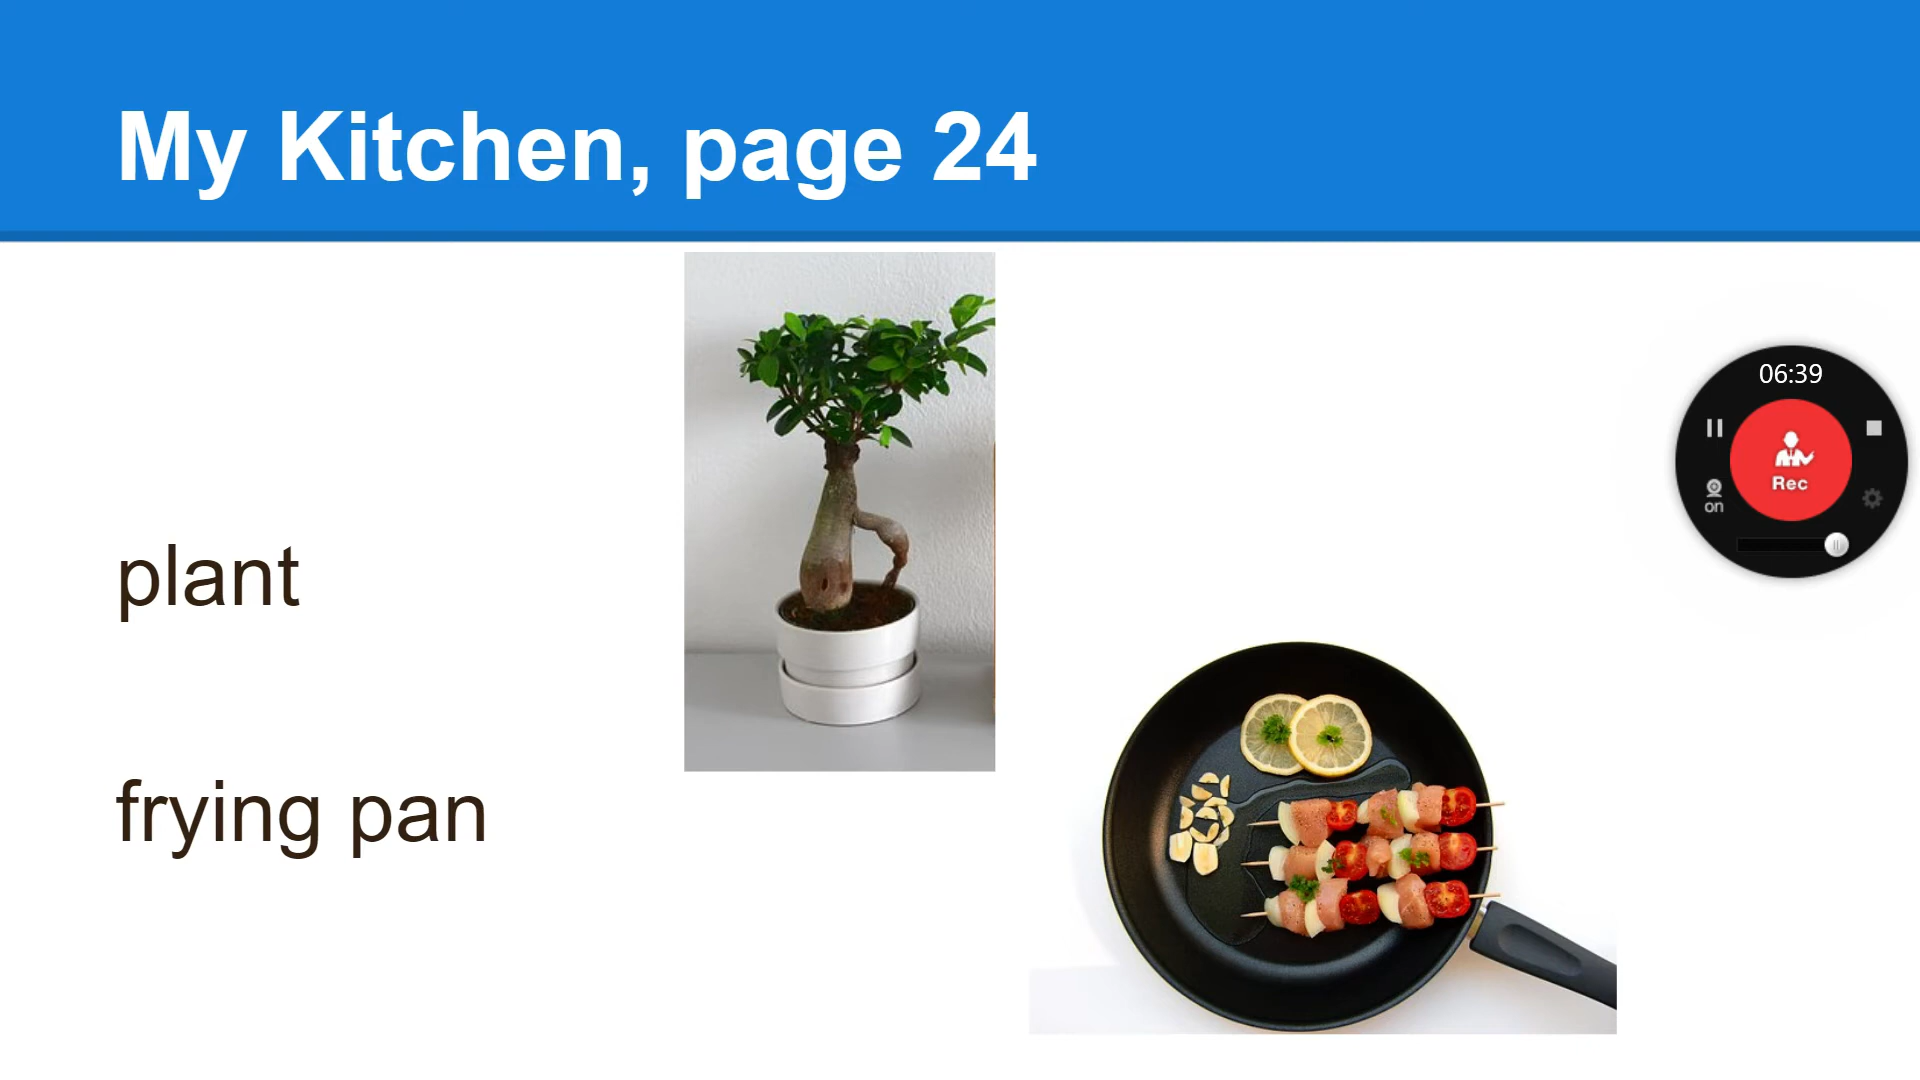 My Kitchen, page 24
06:39
Rec
on
plant
frying pan